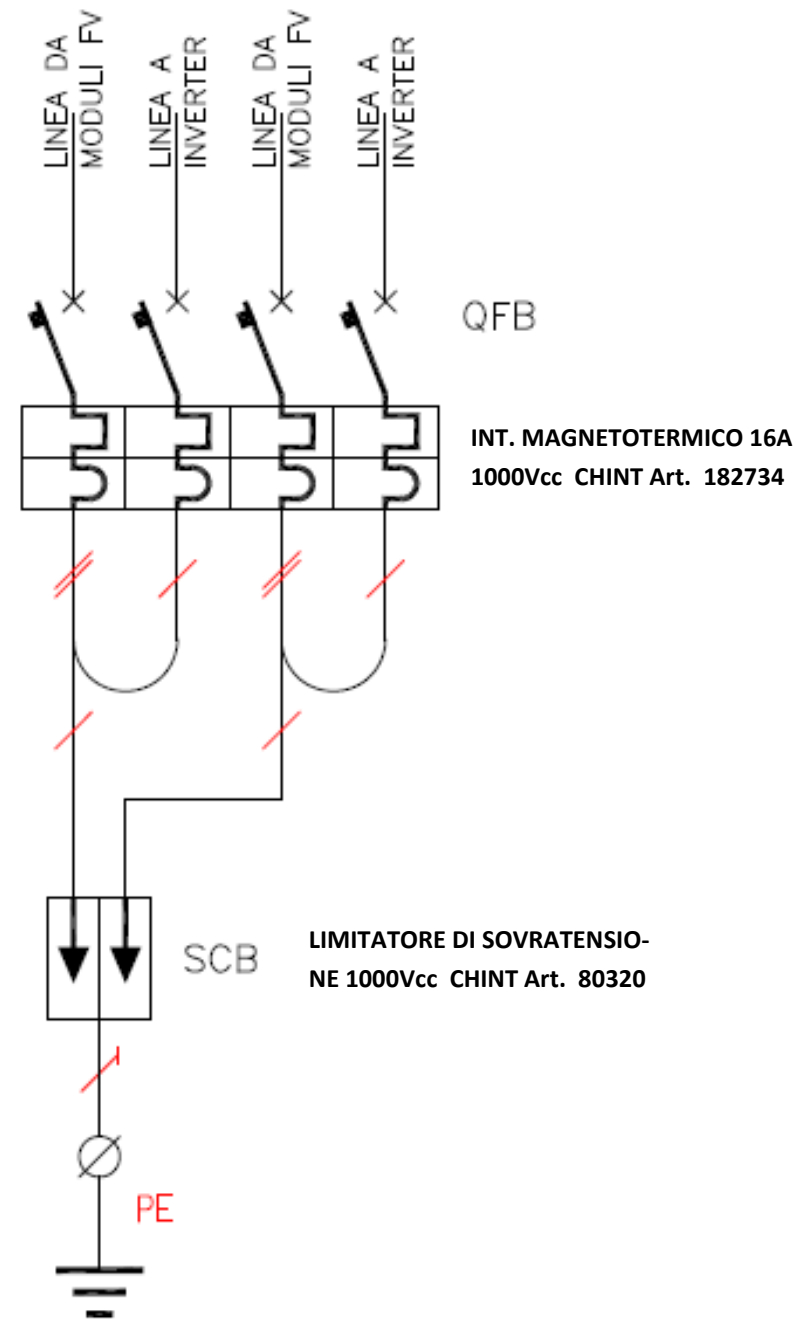 LINEA DA
MODULI FV
LINEA A
INVERTER
LINEA DA
MODULI FV
LINEA A
INVERTER
QFB
INT. MAGNETOTERMICO 16A
1000Vcc CHINT Art. 182734
SCB
LIMITATORE DI SOVRATENSIO-
NE 1000Vcc CHINT Art. 80320
PE